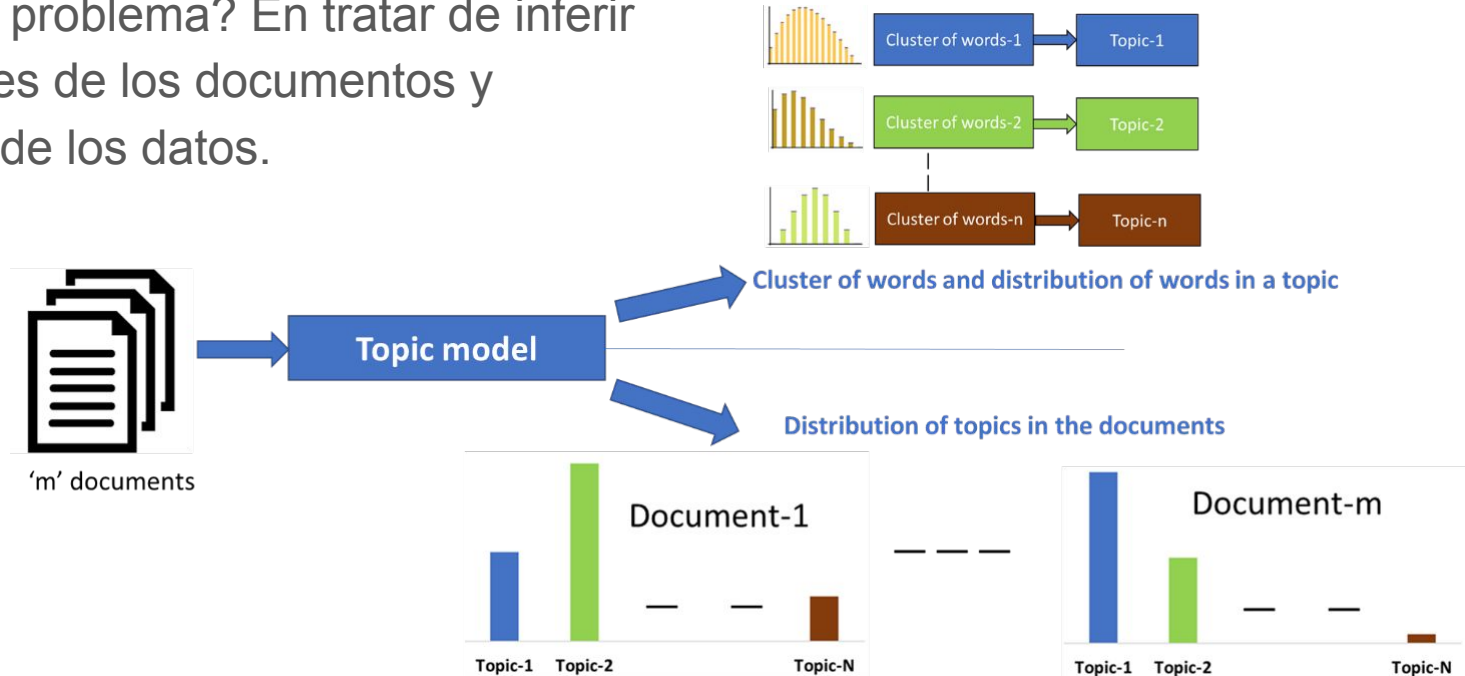 problema? En tratar de inferir
es de los documentos y
de los datos.
Cluster of words-1
Topic-1
Cluster of words-2
Topic-2
Cluster of words-n
Topic-n
Cluster of words and distribution of words in a topic
Topic model
'm' documents
Distribution of topics in the documents
Document-1
Topic-1
Topic-2
Topic-N
Document-m
Topic-1
Topic-2
Topic-N